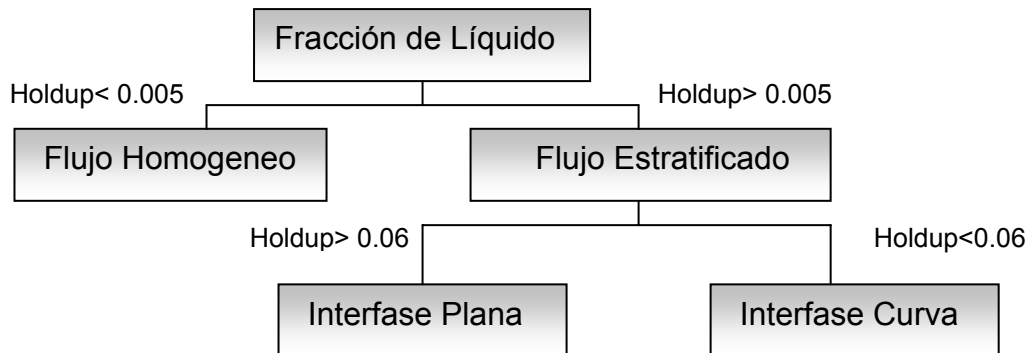 Fracción de Líquido
Holdup< 0.005
Holdup> 0.005
Flujo Homogeneo
Flujo Estratificado
Holdup> 0.06
Holdup<0.06
Interfase Plana
Interfase Curva